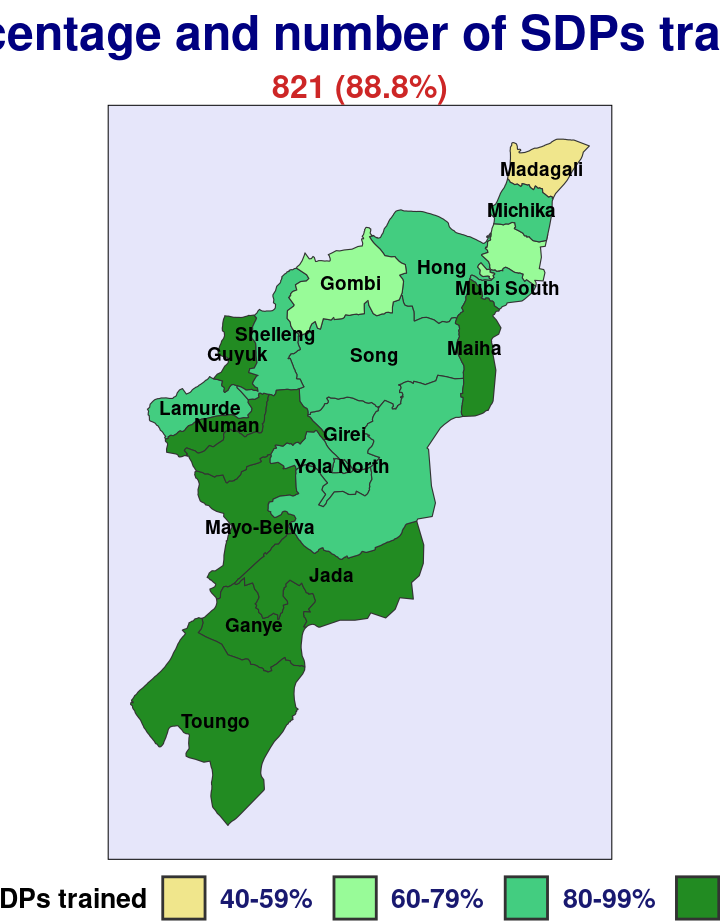 centage and number of SDPs tra
821 (88.8%)
Madagali
Michika
Hong
Gombi
Mubi South
Shelleng
Guyuk
Song
Maiha
Lamurde
Numan
Girei
Yola North
Mayo-Belwa
Jada
Ganye
Toungo
DPs trained 40-59% 60-79% 80-99%